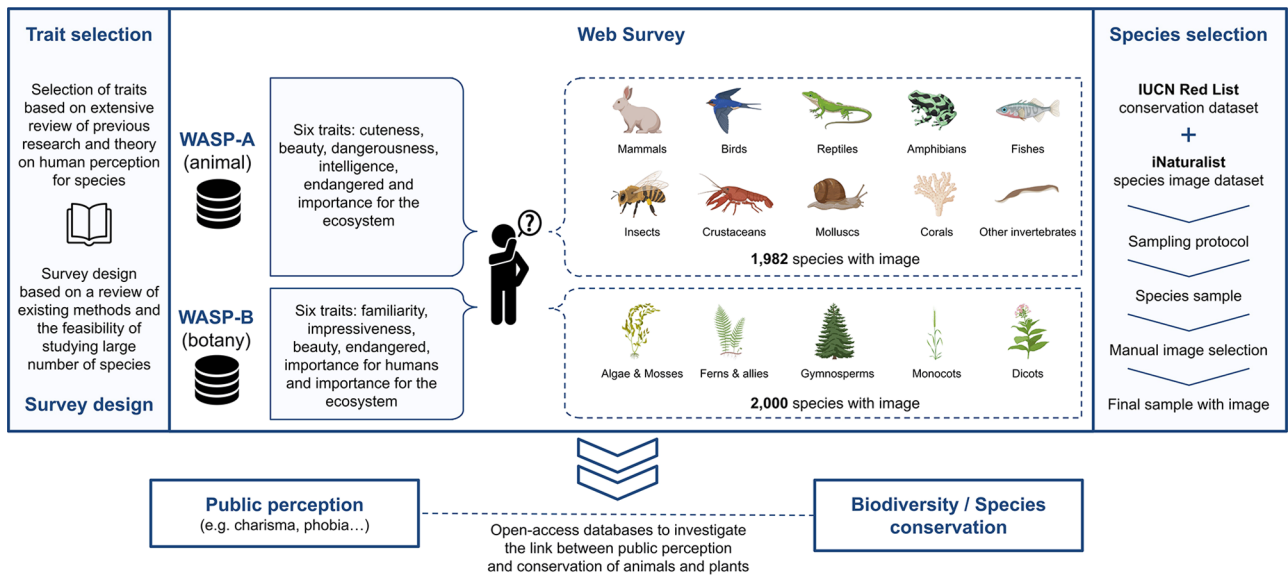 Trait selection
Selection of traits
based on extensive
review of previous
research and theory
on human perception
for species
Survey design
based on a review of
existing methods and
the feasibility of
studying large
number of species
Survey design
Web Survey
WASP-A
(animal)
Six traits: cuteness,
beauty, dangerousness,
intelligence,
endangered and
importance for the
ecosystem
?
Mammals
Birds
Reptiles
Amphibians
Fishes
Insects
Crustaceans
Molluscs
Corals
Other invertebrates
1,982 species with image
WASP-B
(botany)
Six traits: familiarity,
impressiveness,
beauty, endangered,
importance for humans
and importance for the
ecosystem
Algae & Mosses
Ferns & allies
Gymnosperms
Monocots
Dicots
2,000 species with image
Species selection
IUCN Red List
conservation dataset
+
iNaturalist
species image dataset
Sampling protocol
Species sample
Manual image selection
Final sample with image
Public perception
(e.g. charisma, phobia…)
Open-access databases to investigate
the link between public perception
and conservation of animals and plants
Biodiversity / Species
conservation